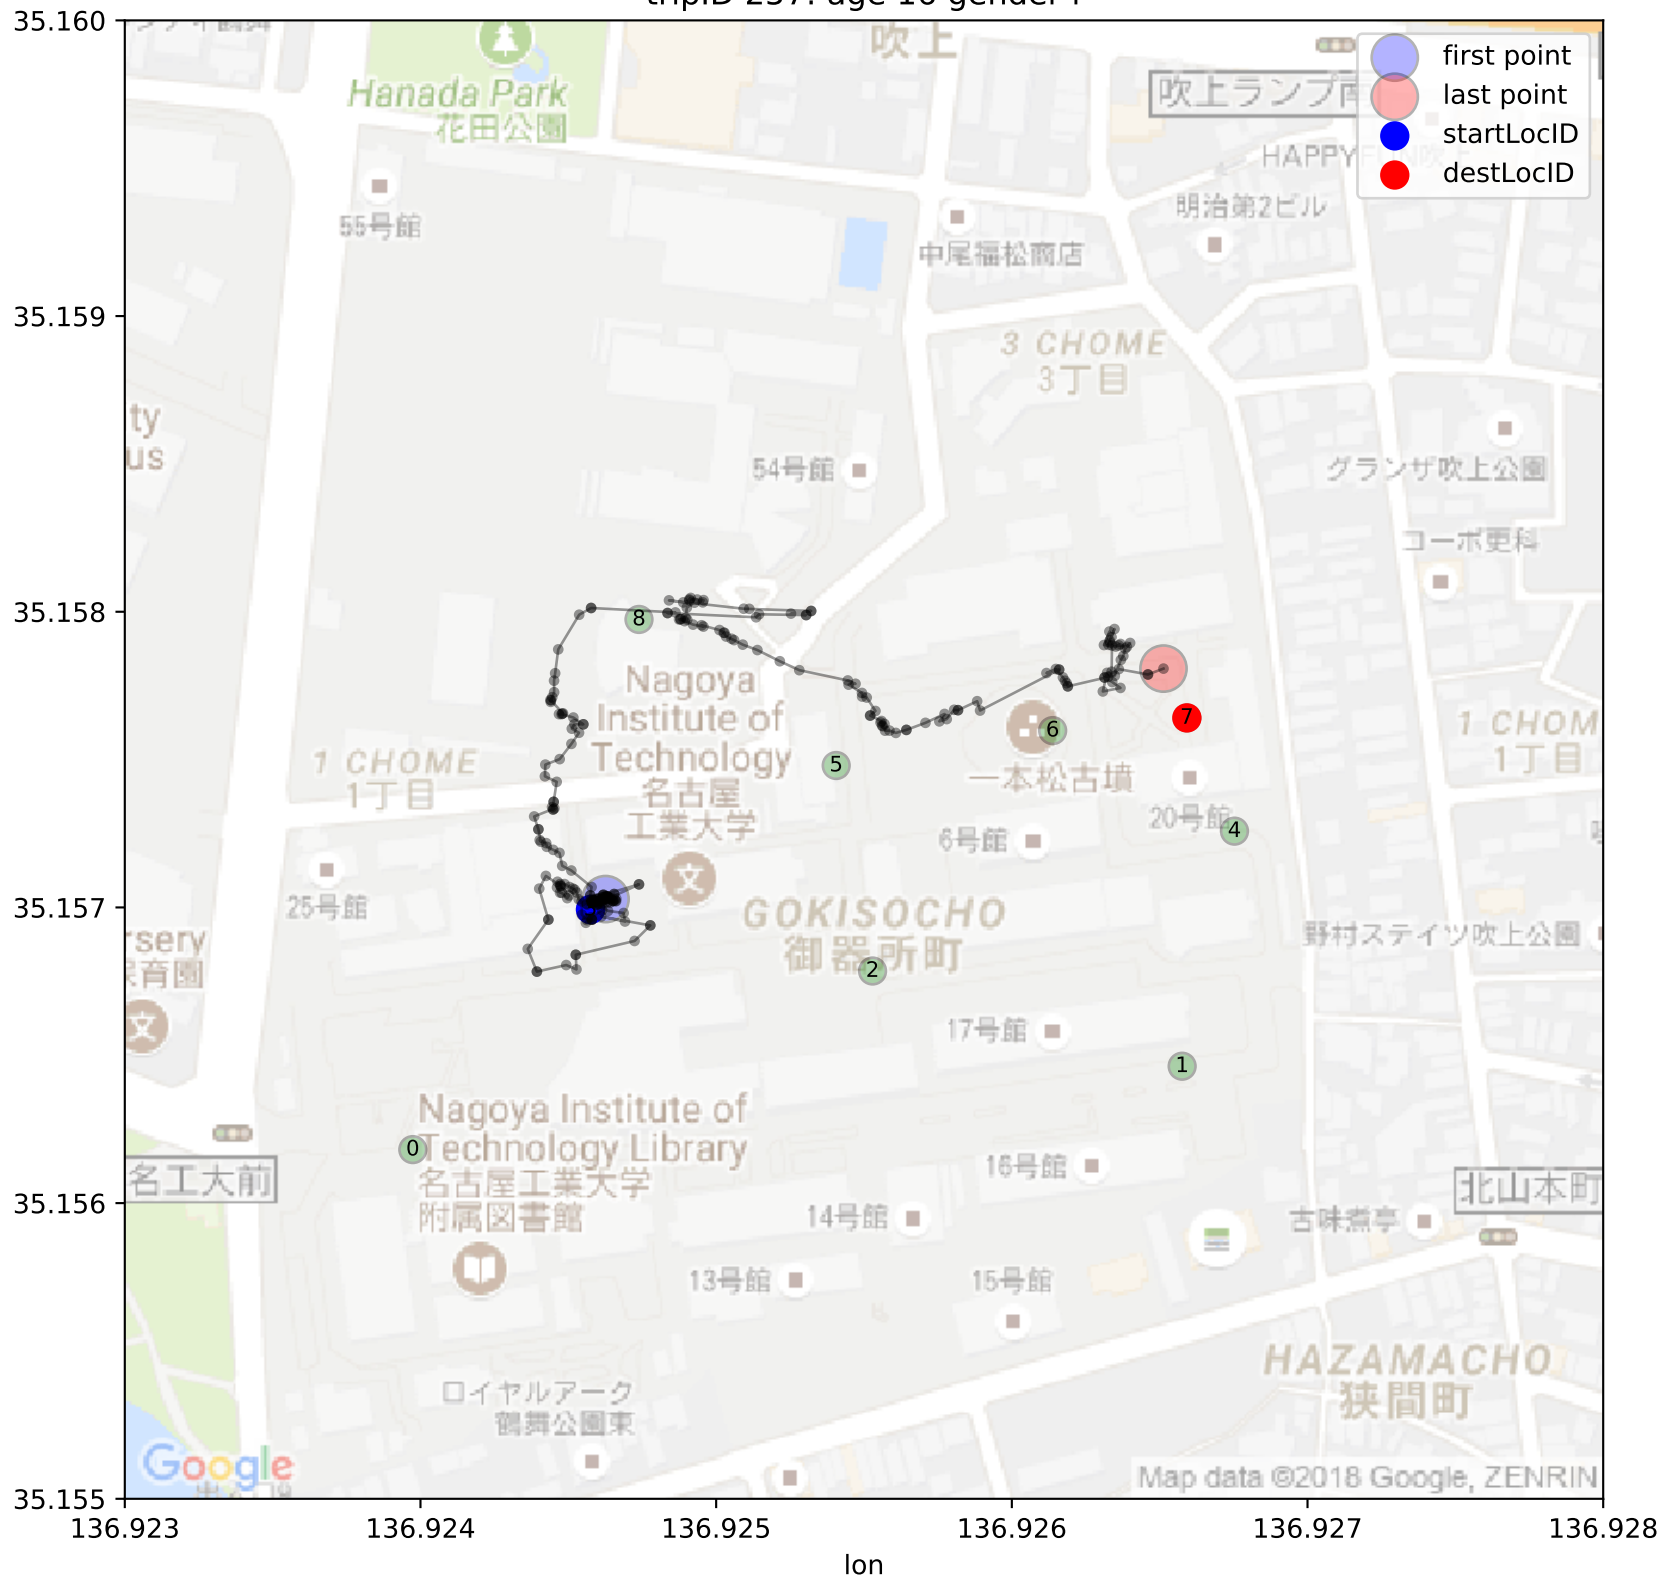 35.160
吹上
first point
last point
startLocID
destLocID
Hanada Park
花田公園
吹上ランプ南
HAPPY
明治第2ビル
55号館
中尾福松商店
35.159
3 CHOME
3丁目
ty
us
54号館
グランザ吹上公園
コーポ更科
35.158
8
Nagoya
Institute of
Technology
名古屋
工業大学
7
6
1 CHOM
1丁目
5
1 CHOME
1丁目
一本松古墳
20号館
4
6号館
25号館
35.157
GOKISOCHO
御器所町
2
野村ステイツ吹上公園
rsery
保育園
17号館
1
Nagoya Institute of
Technology Library
名古屋工業大学
附属図書館
0
16号館
名工大前
北山本町
35.156
14号館
古味煮亭
13号館
15号館
HAZAMACHO
狭間町
ロイヤルアーク
鶴舞公園東
Google
Map data ©2018 Google, ZENRIN
35.155
136.923
136.924
136.925
136.926
136.927
136.928
lon